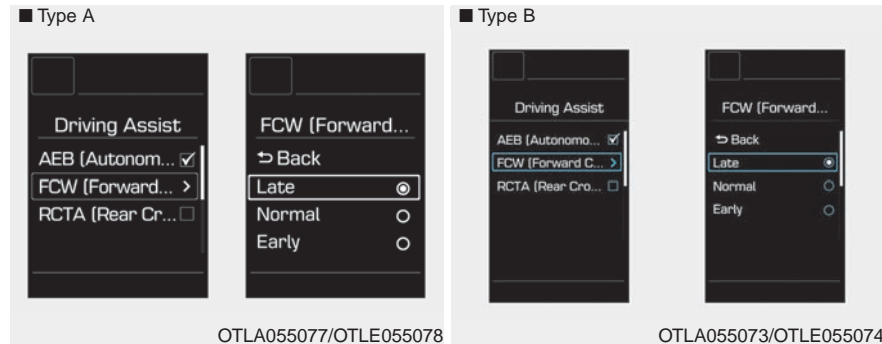 ■ Type A
Driving Assist
AEB (Autonom...
FCW (Forward... >
RCTA (Rear Cr...
FCW (Forward...
Back
Late
Normal
Early
OTLA055077/OTLE055078
■ Type B
Driving Assist
AEB (Autonomo...
FCW (Forward C... >
RCTA (Rear Cro...
FCW (Forward...
Back
Late
Normal
Early
OTLA055073/OTLE055074